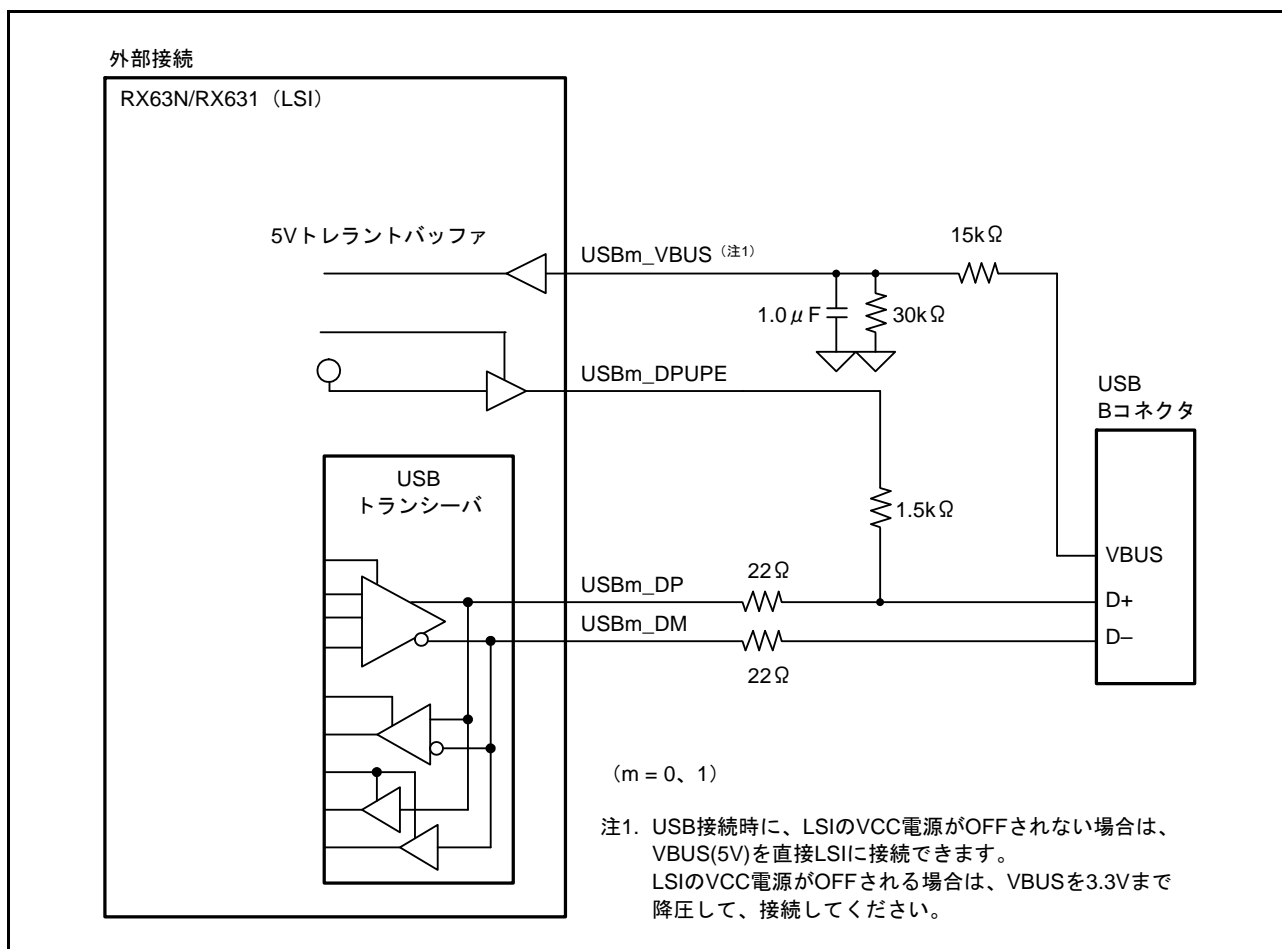 外部接続
RX63N/RX631（LSI）
5Vトレラントバッファ
USBm_VBUS（注1）
15kΩ
1.0μF
30kΩ
USBm_DPUPE
USB
Bコネクタ
USB
トランシーバ
1.5kΩ
VBUS
USBm_DP
22Ω
D+
USBm_DM
D–
22Ω
（m = 0、1）
注1. USB接続時に、LSIのVCC電源がOFFされない場合は、
VBUS(5V)を直接LSIに接続できます。
LSIのVCC電源がOFFされる場合は、VBUSを3.3Vまで
降圧して、接続してください。